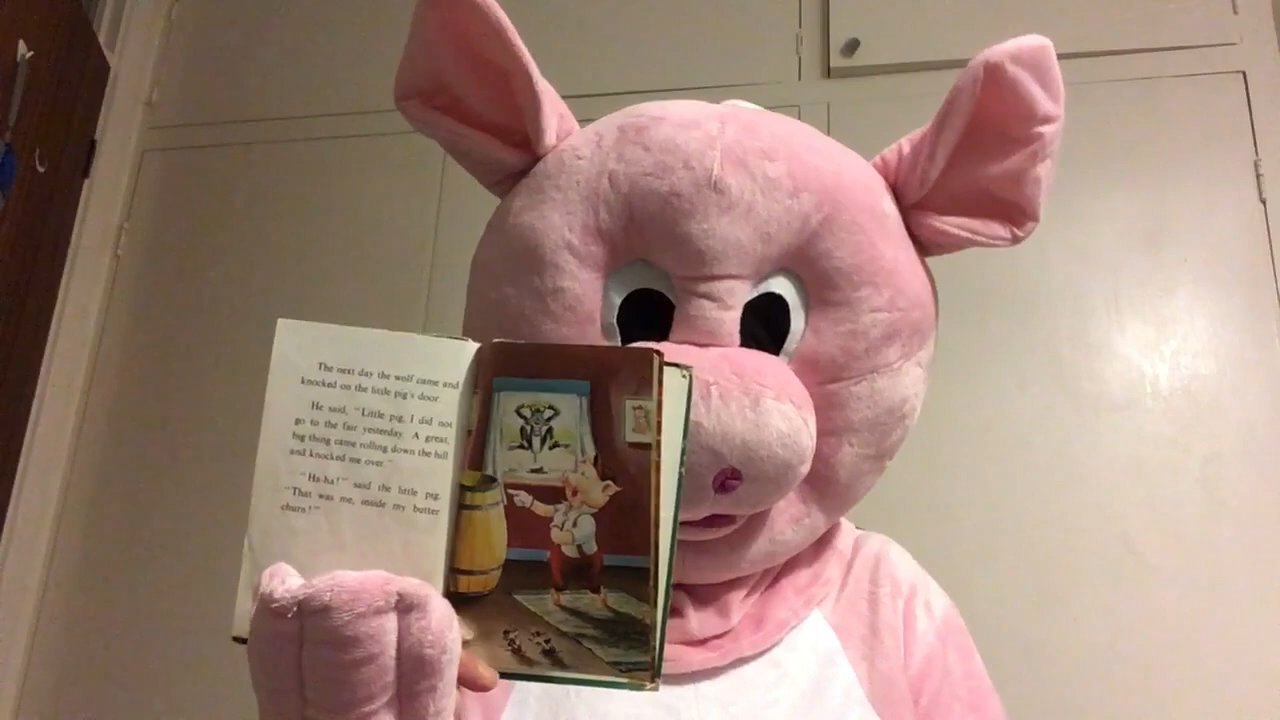 The next day the wolf came and
knocked on the little pig's door.
He said, "Little pig, I did not
go to the fair yesterday. A great,
big thing came rolling down the hill
and knocked me over."
"Ha-ha!" said the little pig.
"That was me, inside my butter
churn!"